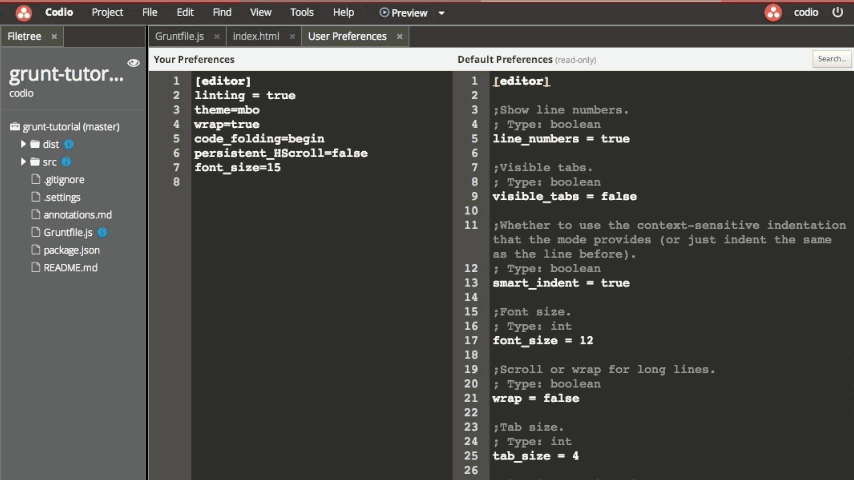 Codio Project File Edit Find View Tools Help Preview codio
Filetree × Gruntfile.js × index.html × User Preferences ×
grunt-tutor...
codio
grunt-tutorial (master)
dist
src
.gitignore
.settings
annotations.md
Gruntfile.js
package.json
README.md
Your Preferences
1 [editor]
2 linting = true
3 theme=mbo
4 wrap=true
5 code_folding=begin
6 persistent_HScroll=false
7 font_size=15
8
Default Preferences (read-only) Search...
1 [editor]
2
3 ;Show line numbers.
4 ; Type: boolean
5 line_numbers = true
6
7 ;Visible tabs.
8 ; Type: boolean
9 visible_tabs = false
10
11 ;Whether to use the context-sensitive indentation
that the mode provides (or just indent the same
as the line before).
12 ; Type: boolean
13 smart_indent = true
14
15 ;Font size.
16 ; Type: int
17 font_size = 12
18
19 ;Scroll or wrap for long lines.
20 ; Type: boolean
21 wrap = false
22
23 ;Tab size.
24 ; Type: int
25 tab_size = 4
26